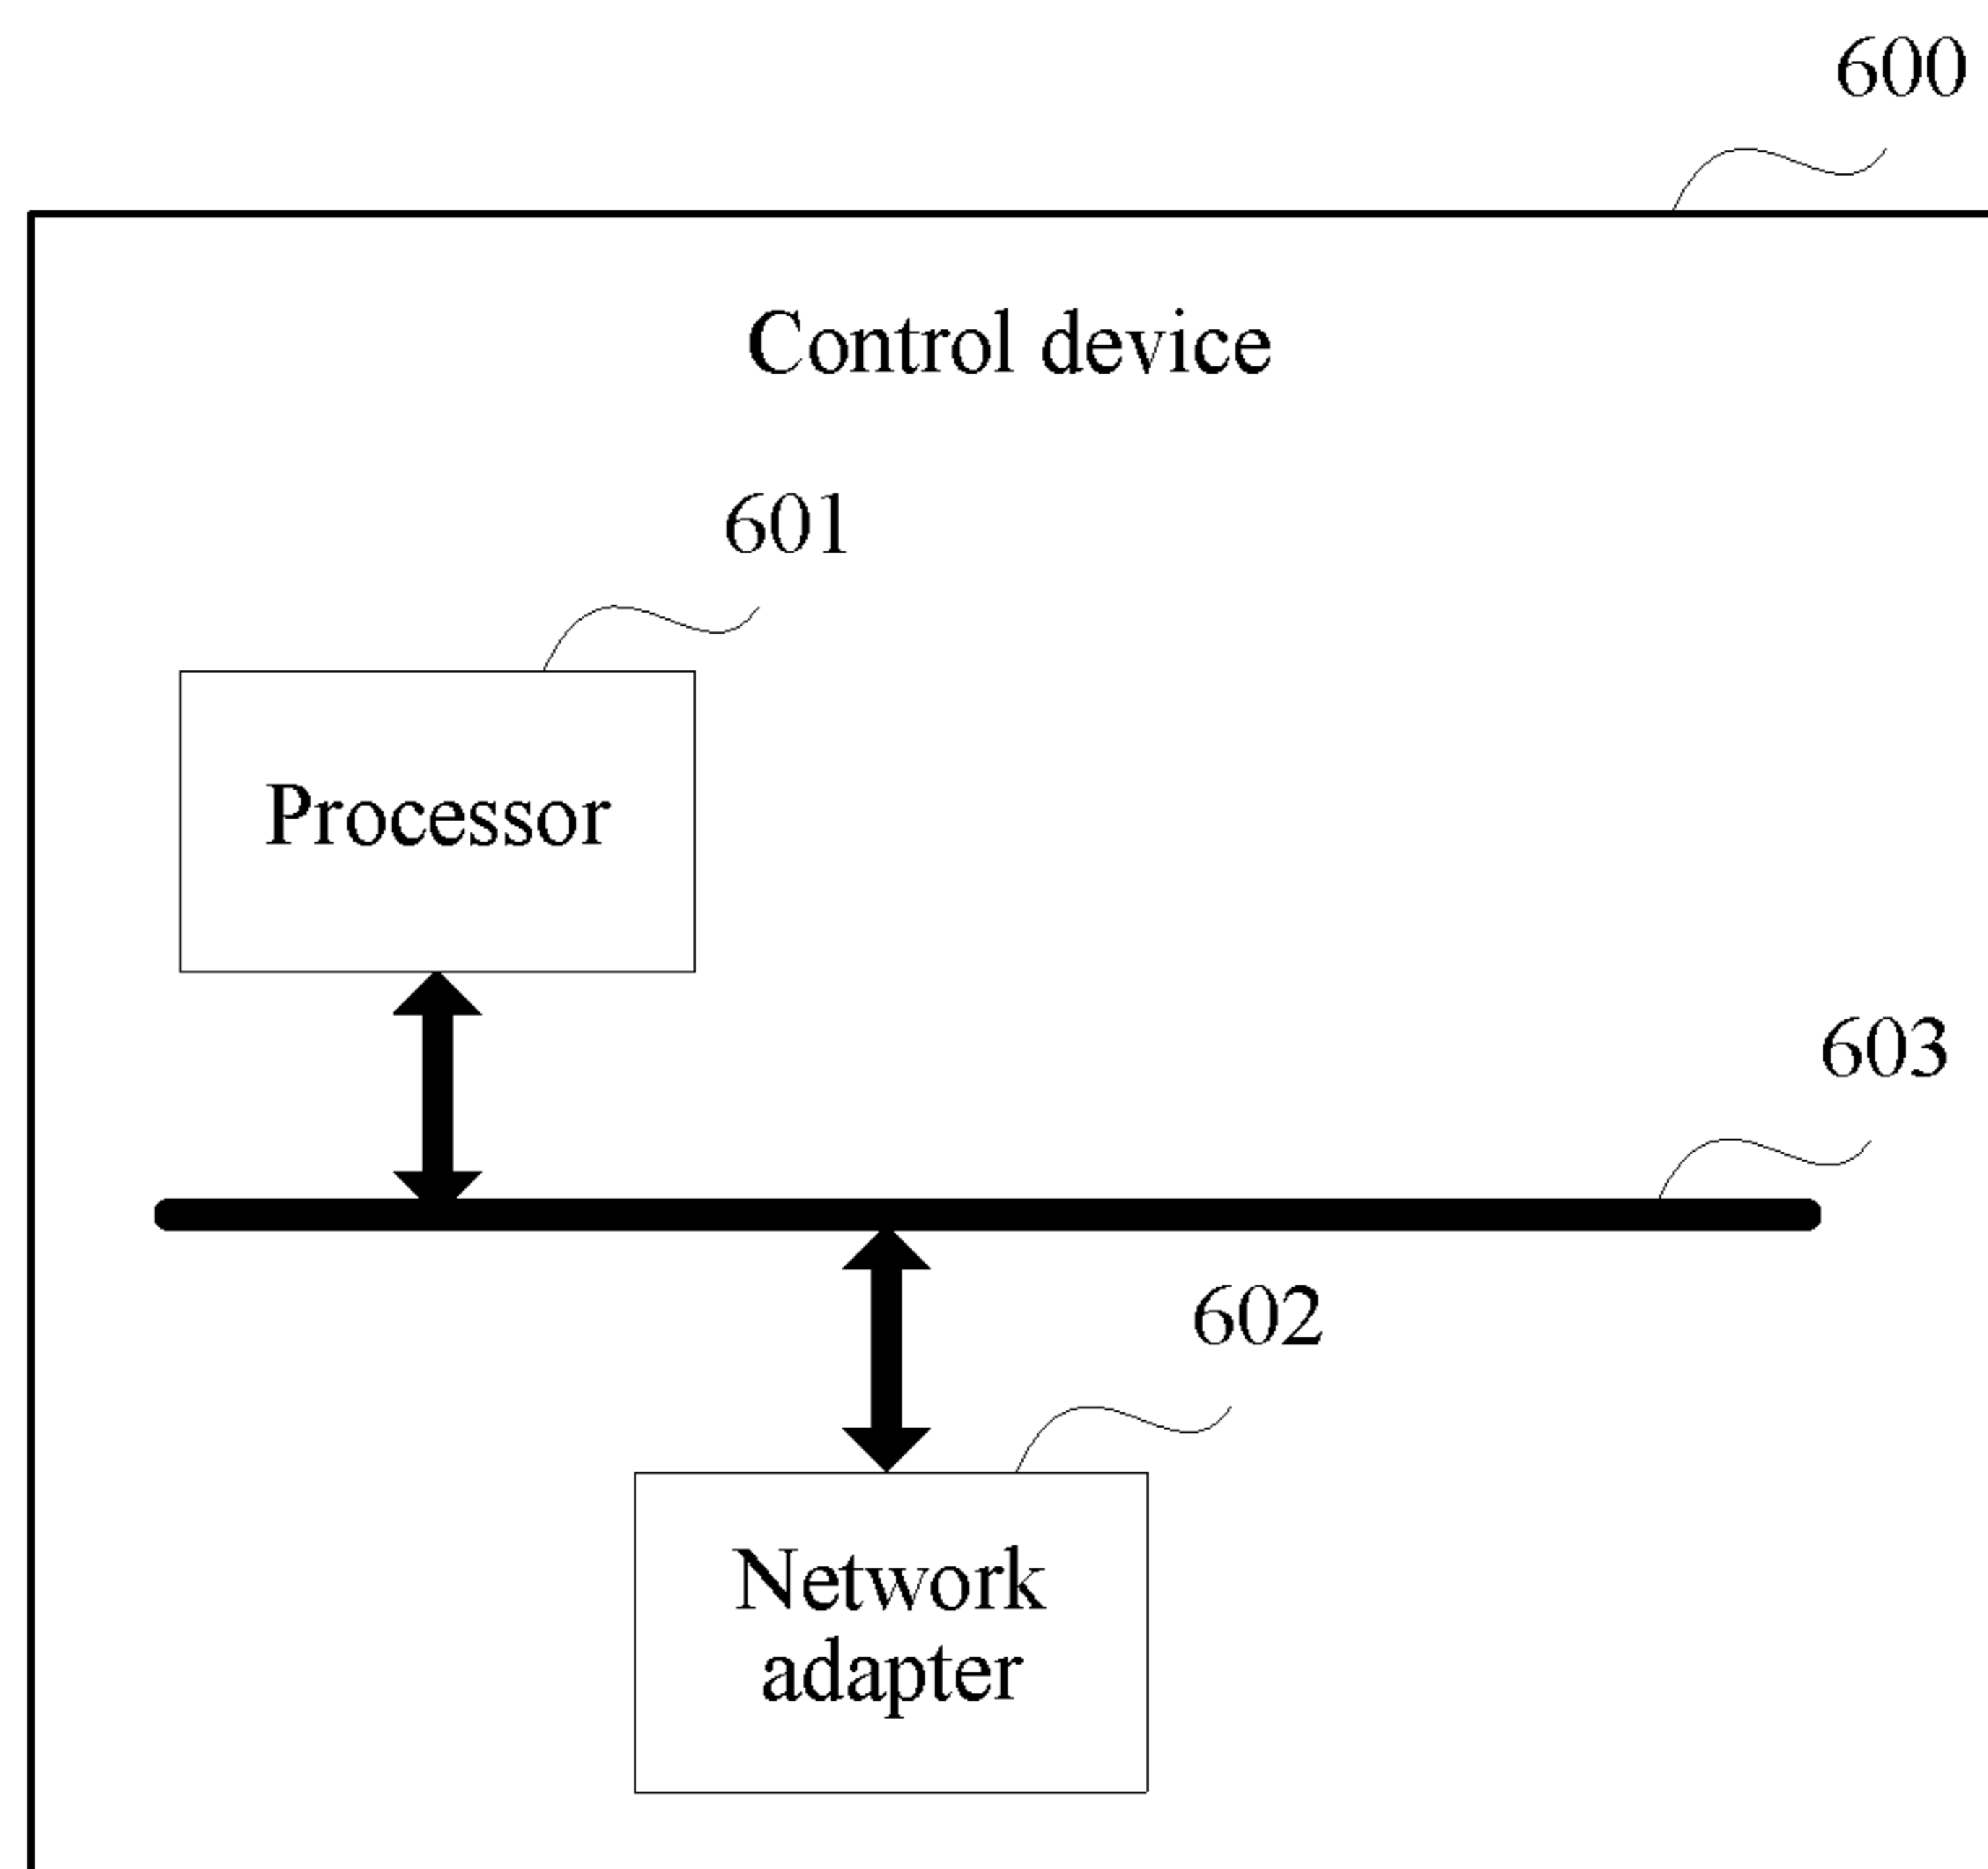 600
Control device
601
Processor
603
602
Network
adapter